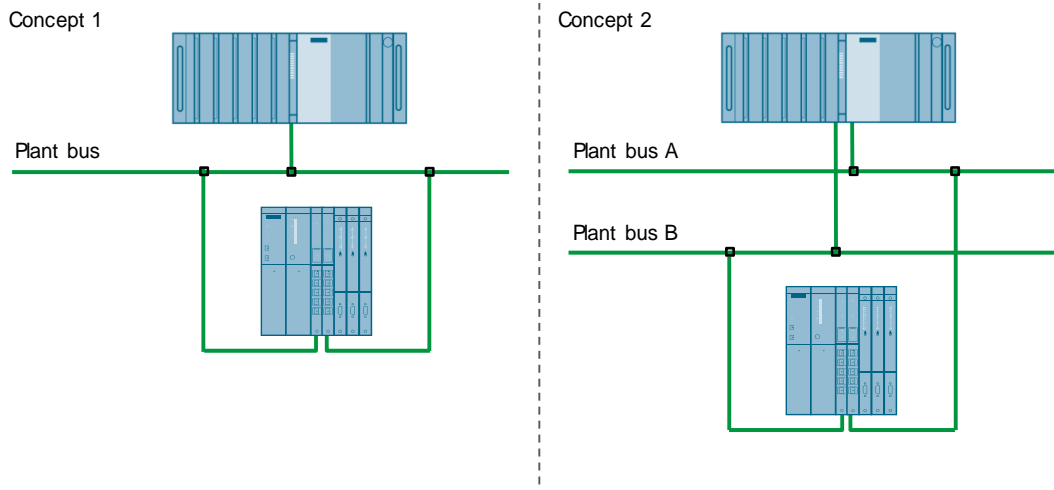 Concept 1
Plant bus
Concept 2
Plant bus A
Plant bus B